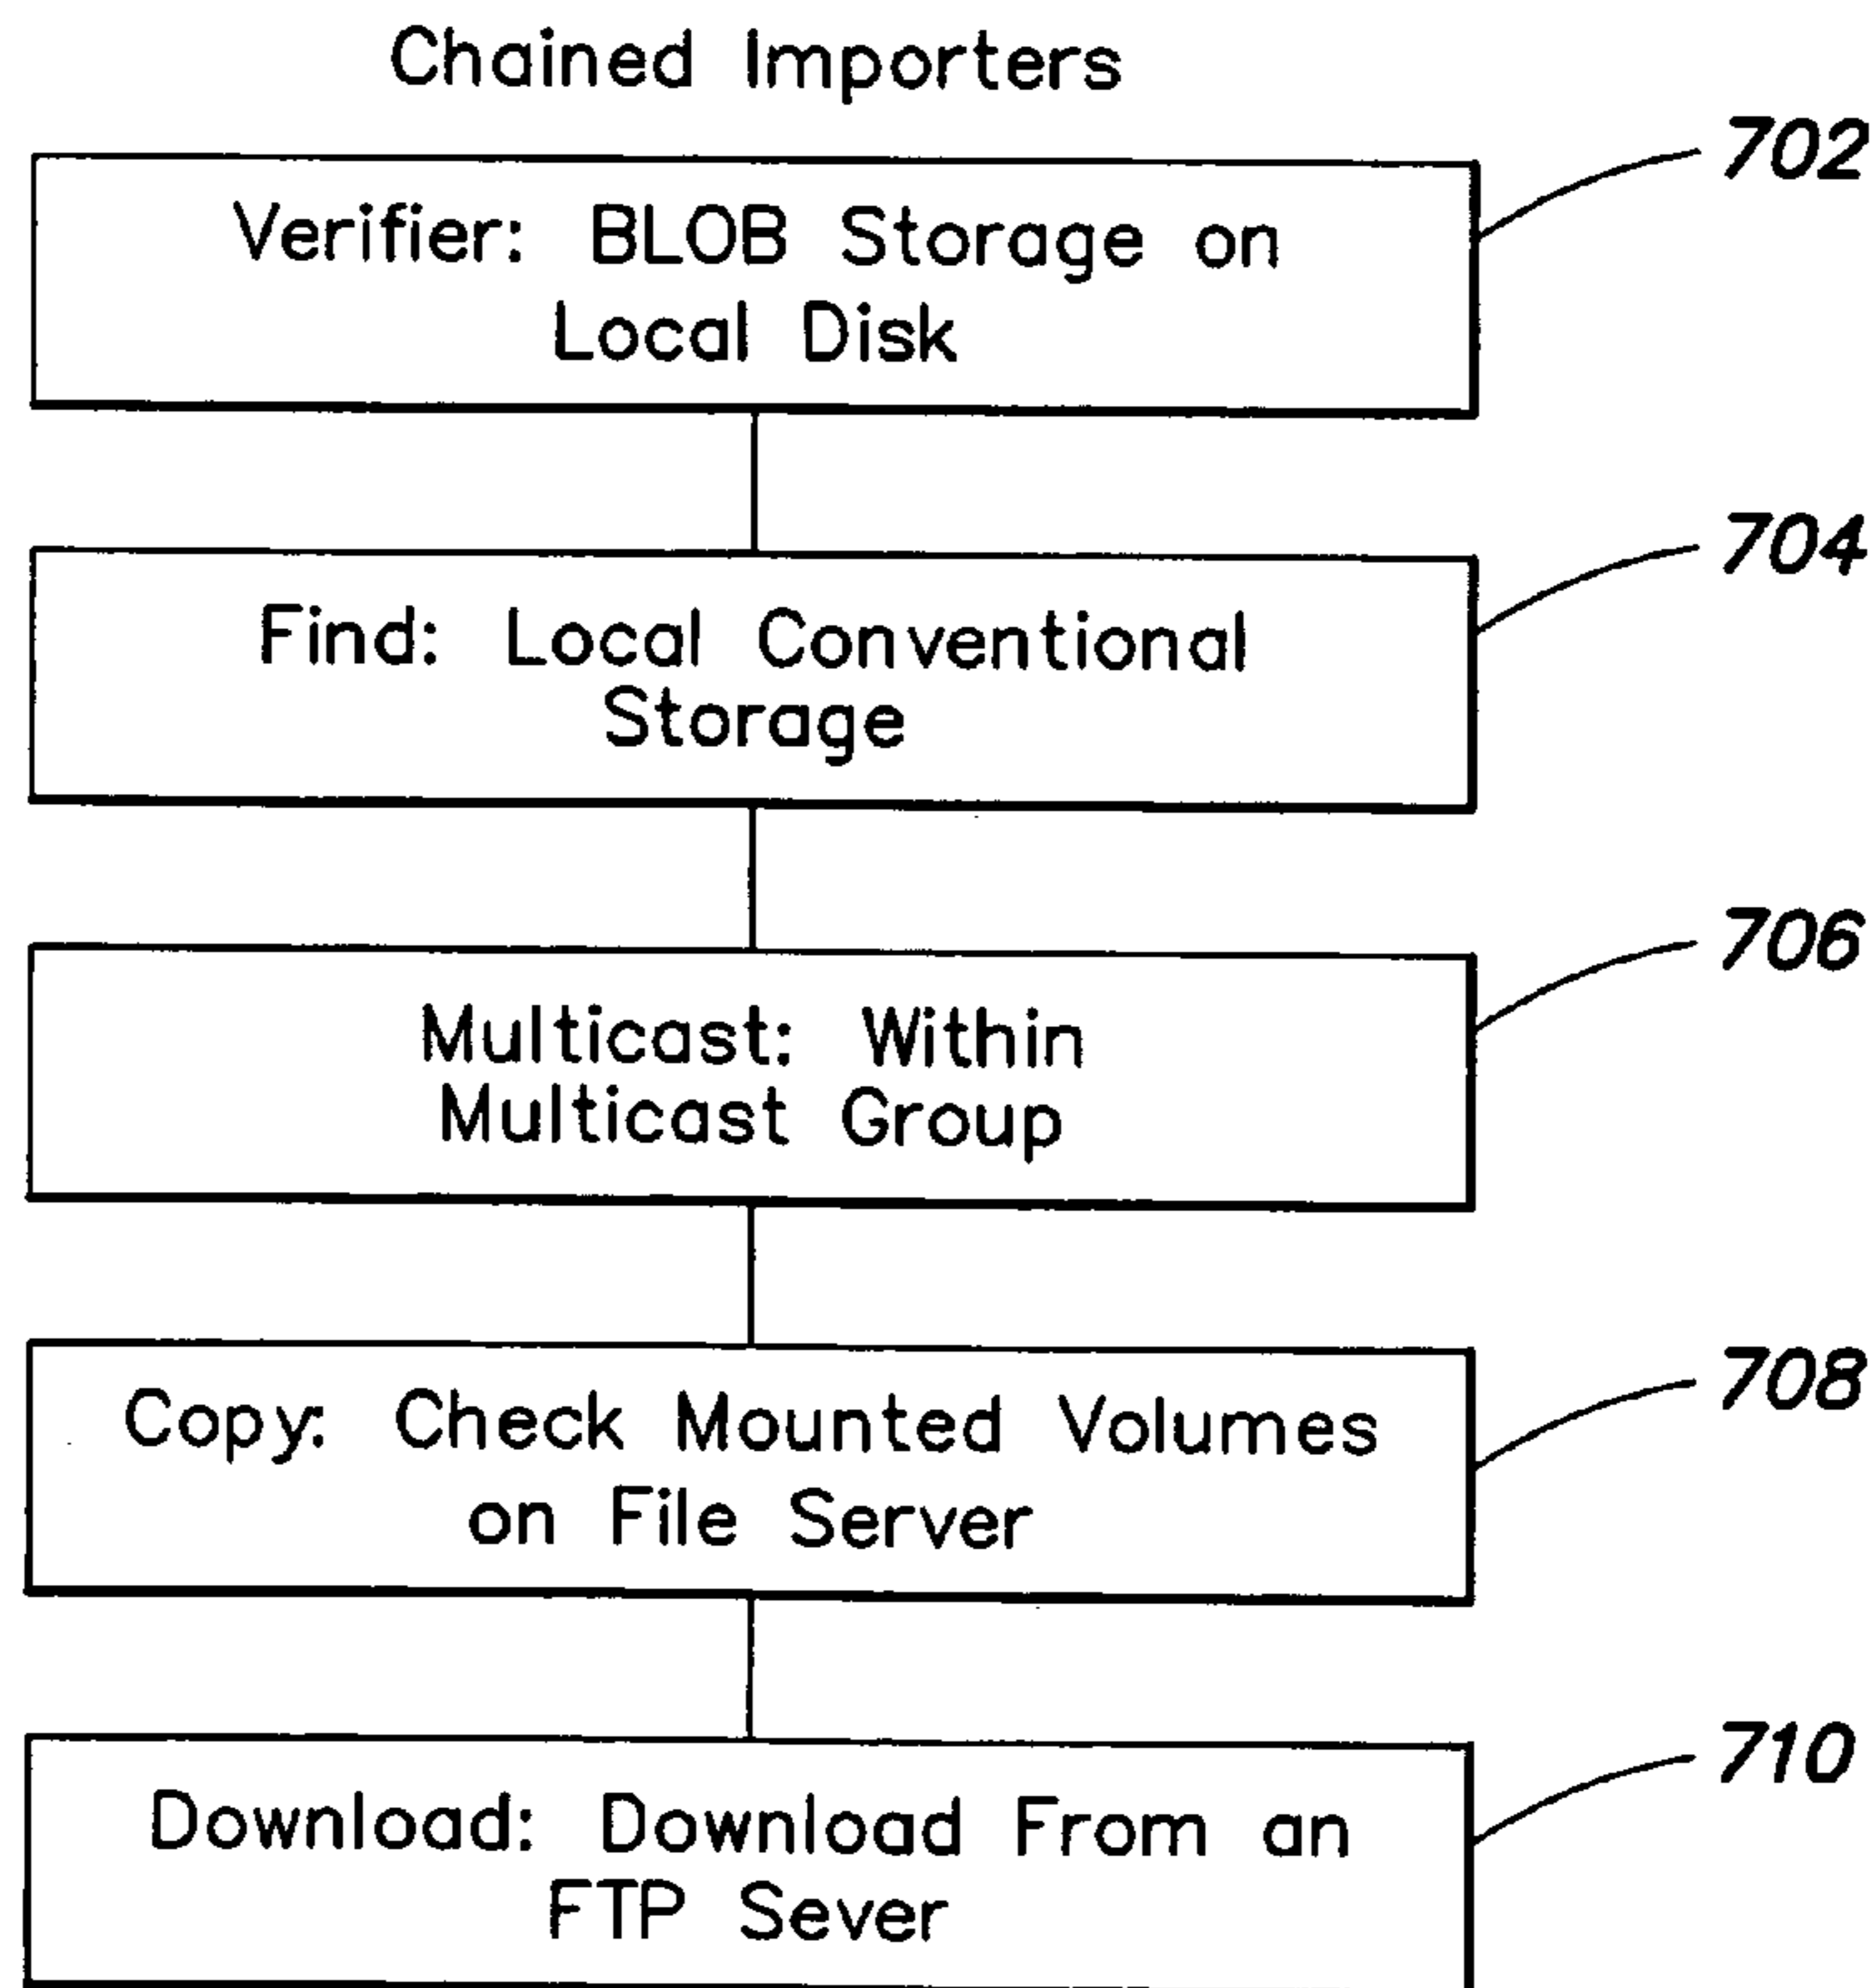 Chained Importers
702
Verifier: BLOB Storage on
Local Disk
704
Find: Local Conventional
Storage
706
Multicast: Within
Multicast Group
708
Copy: Check Mounted Volumes
on File Server
710
Download: Download From an
FTP Sever